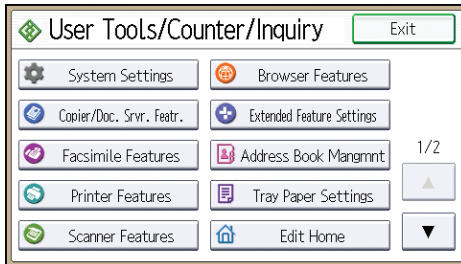 User Tools/Counter/Inquiry
Exit
System Settings
Browser Features
Copier/Doc. Srvr. Featr.
Extended Feature Settings
Facsimile Features
Address Book Mangmnt
1/2
Printer Features
Tray Paper Settings
Scanner Features
Edit Home